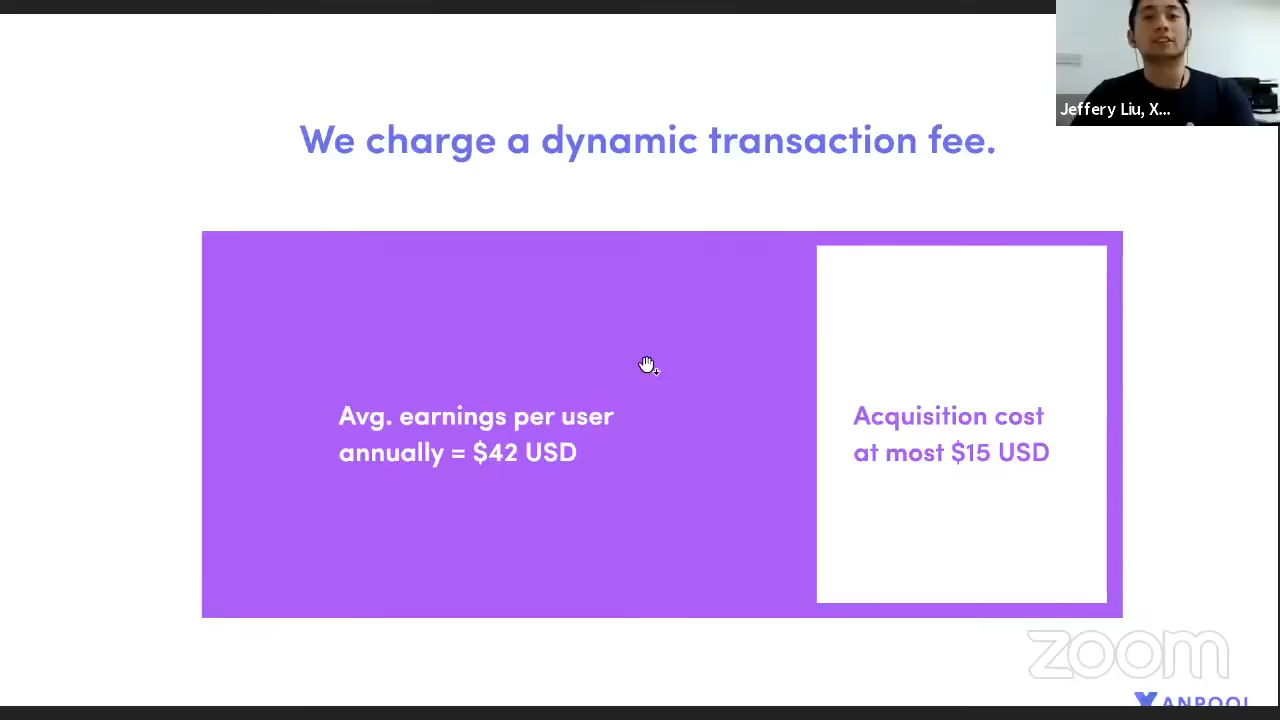 Jeffery Liu, X...
We charge a dynamic transaction fee.
Avg. earnings per user
annually = $42 USD
Acquisition cost
at most $15 USD
zoom
XANPOOL